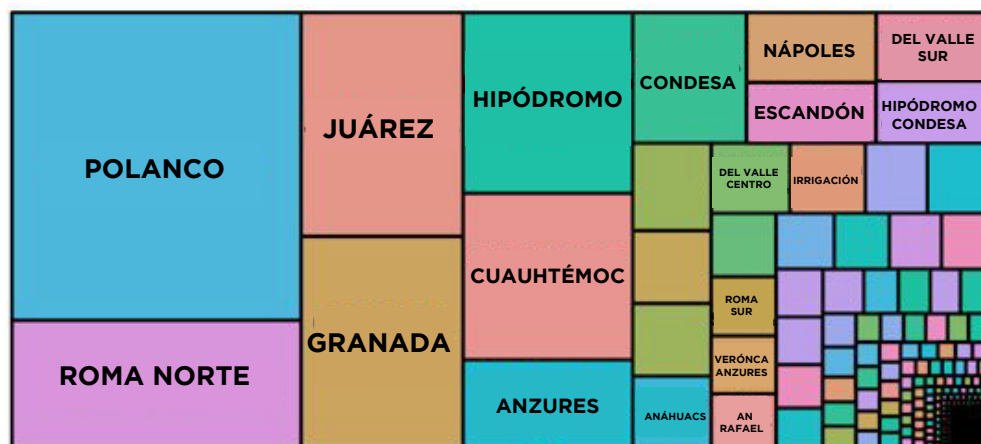 POLANCO
ROMA NORTE
JUÁREZ
GRANADA
HIPÓDROMO
CUAUHTÉMOC
ANZURES
CONDESA
NÁPOLES
DEL VALLE
SUR
ESCANDÓN
HIPÓDROMO
CONDESA
DEL VALLE
CENTRO
IRRIGACIÓN
ROMA
SUR
VERÓNCA
ANZURES
ANÁHUACS
AN
RAFAEL